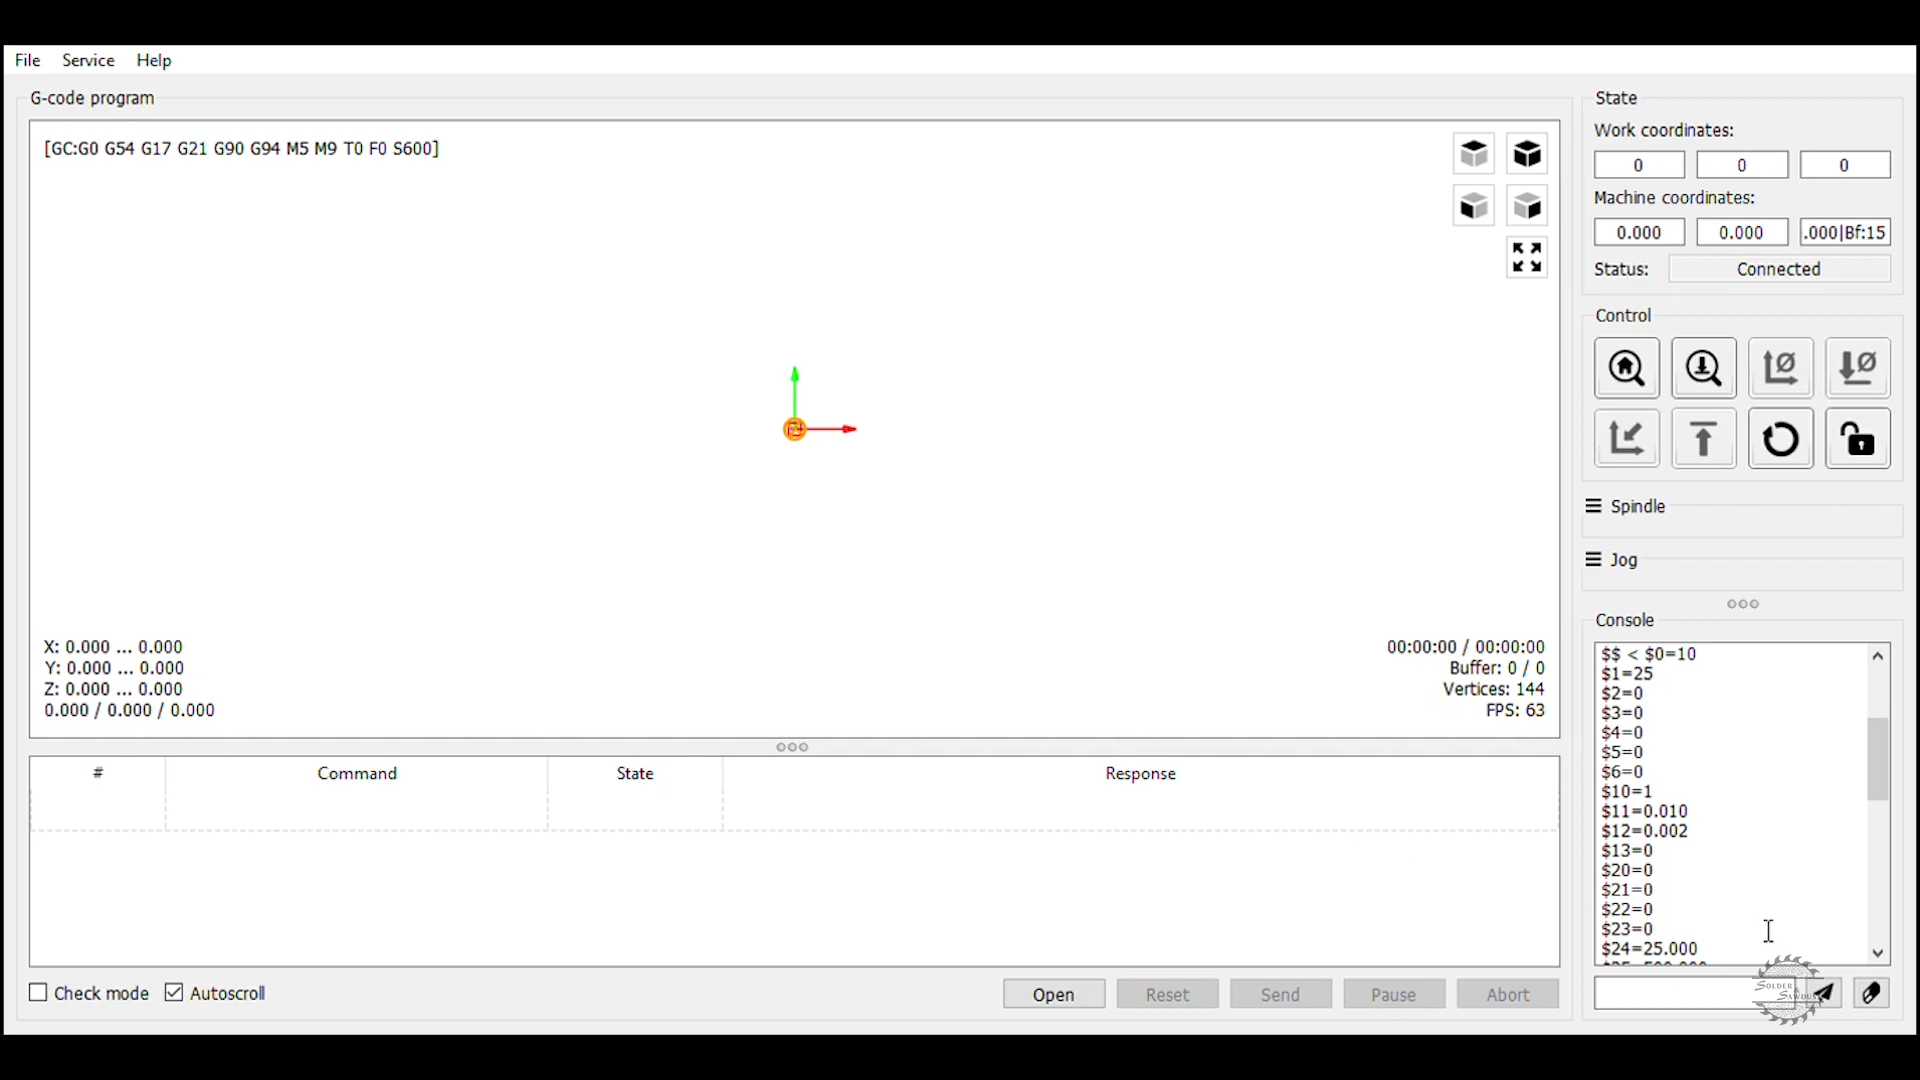 File Service Help
G-code program
[GC:G0 G54 G17 G21 G90 G94 M5 M9 T0 F0 S600]
X: 0.000 ... 0.000
Y: 0.000 ... 0.000
Z: 0.000 ... 0.000
0.000 / 0.000 / 0.000
00:00:00 / 00:00:00
Buffer: 0 / 0
Vertices: 144
FPS: 63
# Command State Response
Check mode Autoscroll
Open Reset Send Pause Abort
State
Work coordinates:
0 0 0
Machine coordinates:
0.000 0.000 .000|Bf:15
Status: Connected
Control
Spindle
Jog
Console
$$ < $0=10
$1=25
$2=0
$3=0
$4=0
$5=0
$6=0
$10=1
$11=0.010
$12=0.002
$13=0
$20=0
$21=0
$22=0
$23=0
$24=25.000
SOLDER &
SAWDUST